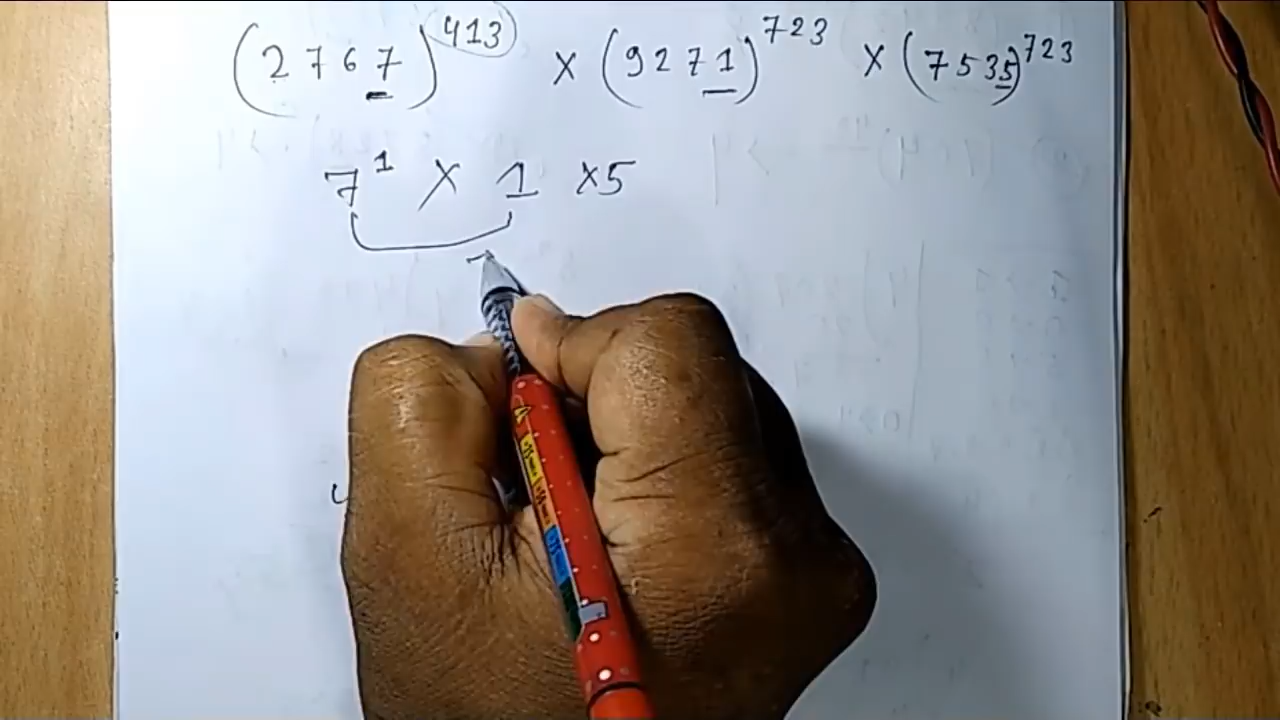 (2767)^413 × (9271)^723 × (7535)^723
7^1 × 1 × 5